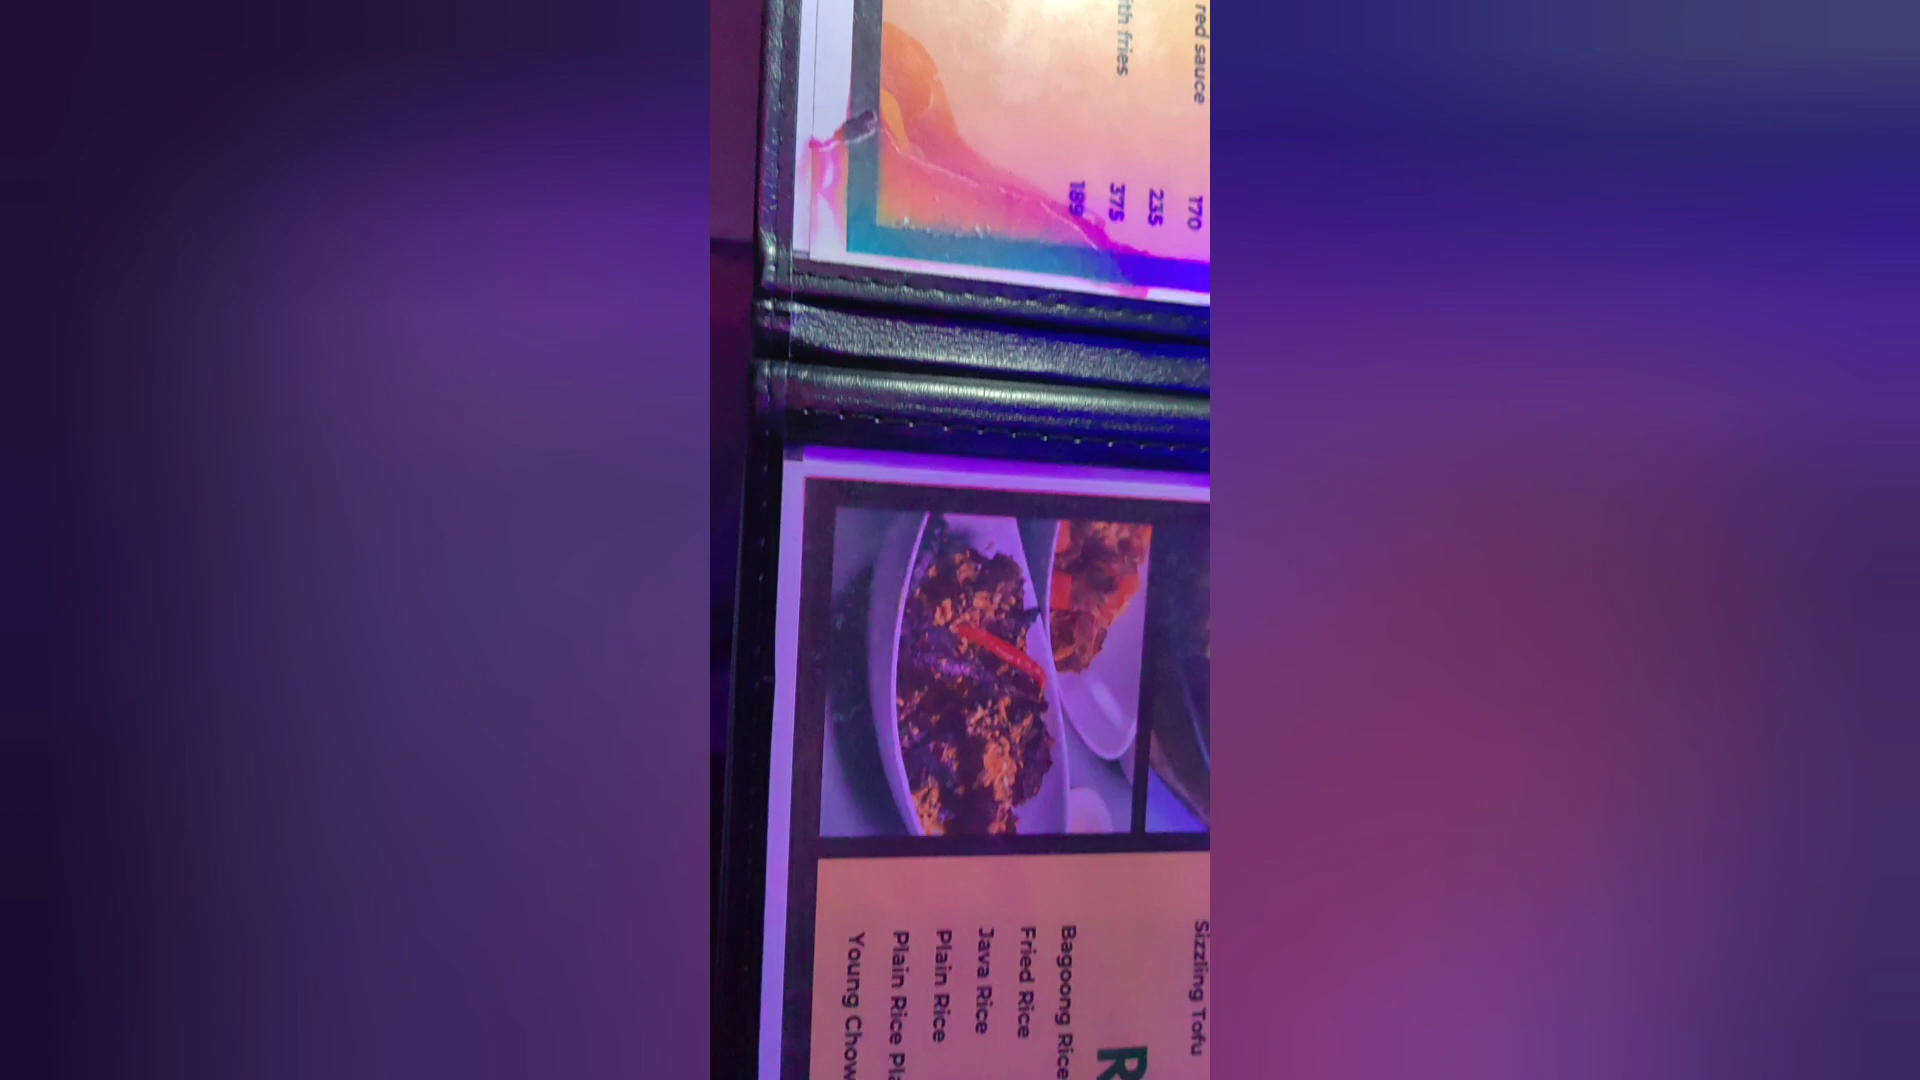 red sauce 170
235
ith fries 375
189
Sizzling Tofu
R
Bagoong Rice
Fried Rice
Java Rice
Plain Rice
Plain Rice Pla
Young Chow